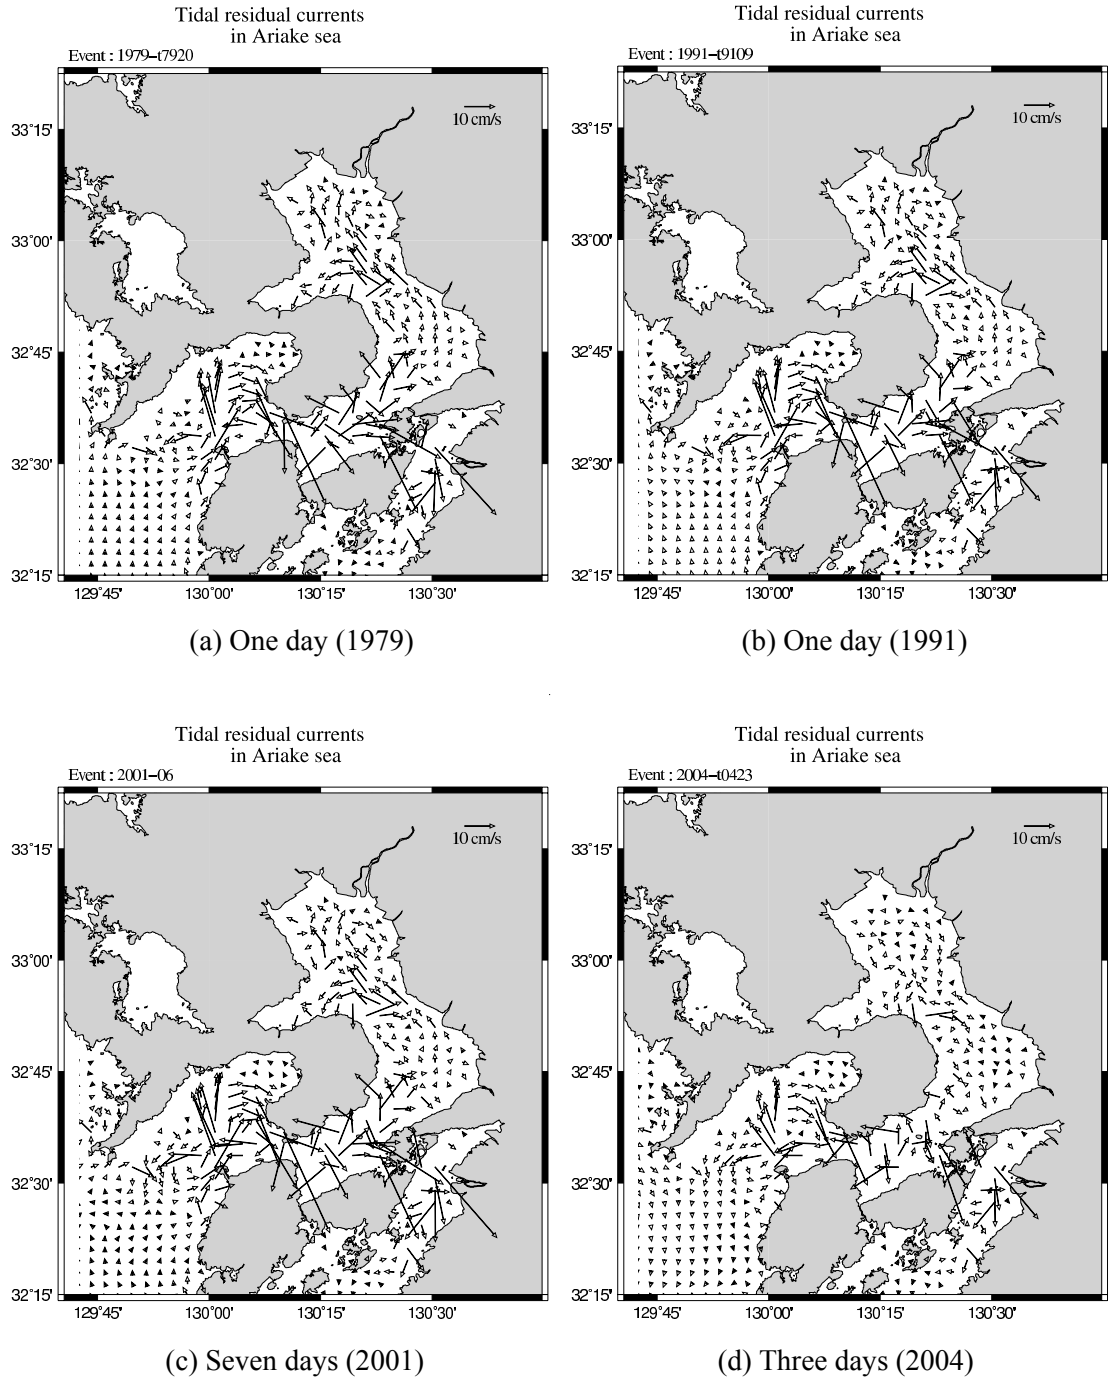 Tidal residual currents
in Ariake sea
Event : 1979-t7920
10 cm/s
33°15'
33°00'
32°45'
32°30'
32°15'
129°45'
130°00'
130°15'
130°30'
(a) One day (1979)
Tidal residual currents
in Ariake sea
Event : 1991-t9109
10 cm/s
33°15'
33°00'
32°45'
32°30'
32°15'
129°45'
130°00'
130°15'
130°30'
(b) One day (1991)
Tidal residual currents
in Ariake sea
Event : 2001-06
10 cm/s
33°15'
33°00'
32°45'
32°30'
32°15'
129°45'
130°00'
130°15'
130°30'
(c) Seven days (2001)
Tidal residual currents
in Ariake sea
Event : 2004-t0423
10 cm/s
33°15'
33°00'
32°45'
32°30'
32°15'
129°45'
130°00'
130°15'
130°30'
(d) Three days (2004)